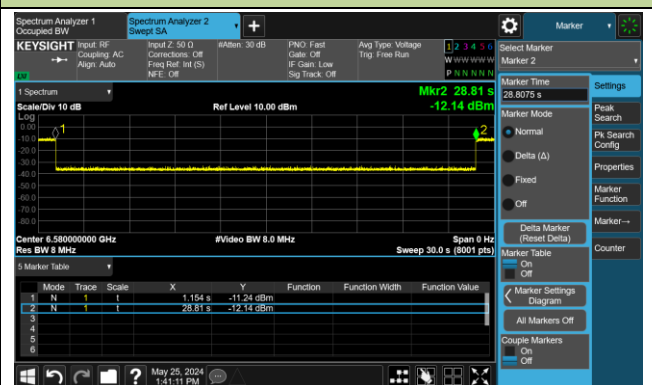 Spectrum Analyzer 1
Occupied BW
Spectrum Analyzer 2
Swept SA
Marker
KEYSIGHT
Input: RF
Coupling: AC
Align: Auto
Input Z: 50 Ω
Corrections: Off
Freq Ref: Int (S)
NFE: Off
#Atten: 30 dB
PNO: Fast
Gate: Off
IF Gain: Low
Sig Track: Off
Avg Type: Voltage
Trig: Free Run
1 2 3 4 5 6
W W W W W W
P N N N N N
LXI
Select Marker
Marker 2
1 Spectrum
Mkr2 28.81 s
-12.14 dBm
Scale/Div 10 dB
Ref Level 10.00 dBm
Log
0.00
-10.0
-20.0
-30.0
-40.0
-50.0
-60.0
-70.0
-80.0
1
2
Center 6.580000000 GHz
Res BW 8 MHz
#Video BW 8.0 MHz
Span 0 Hz
Sweep 30.0 s (8001 pts)
5 Marker Table
Mode Trace Scale X Y Function Function Width Function Value
1 N 1 t 1.154 s -11.24 dBm
2 N 1 t 28.81 s -12.14 dBm
3
4
5
6
Marker Time
28.8075 s
Marker Mode
Normal
Delta (Δ)
Fixed
Off
Delta Marker
(Reset Delta)
Marker Table
On
Off
Marker Settings
Diagram
All Markers Off
Couple Markers
On
Off
Settings
Peak
Search
Pk Search
Config
Properties
Marker
Function
Marker→
Counter
?
May 25, 2024
1:41:11 PM